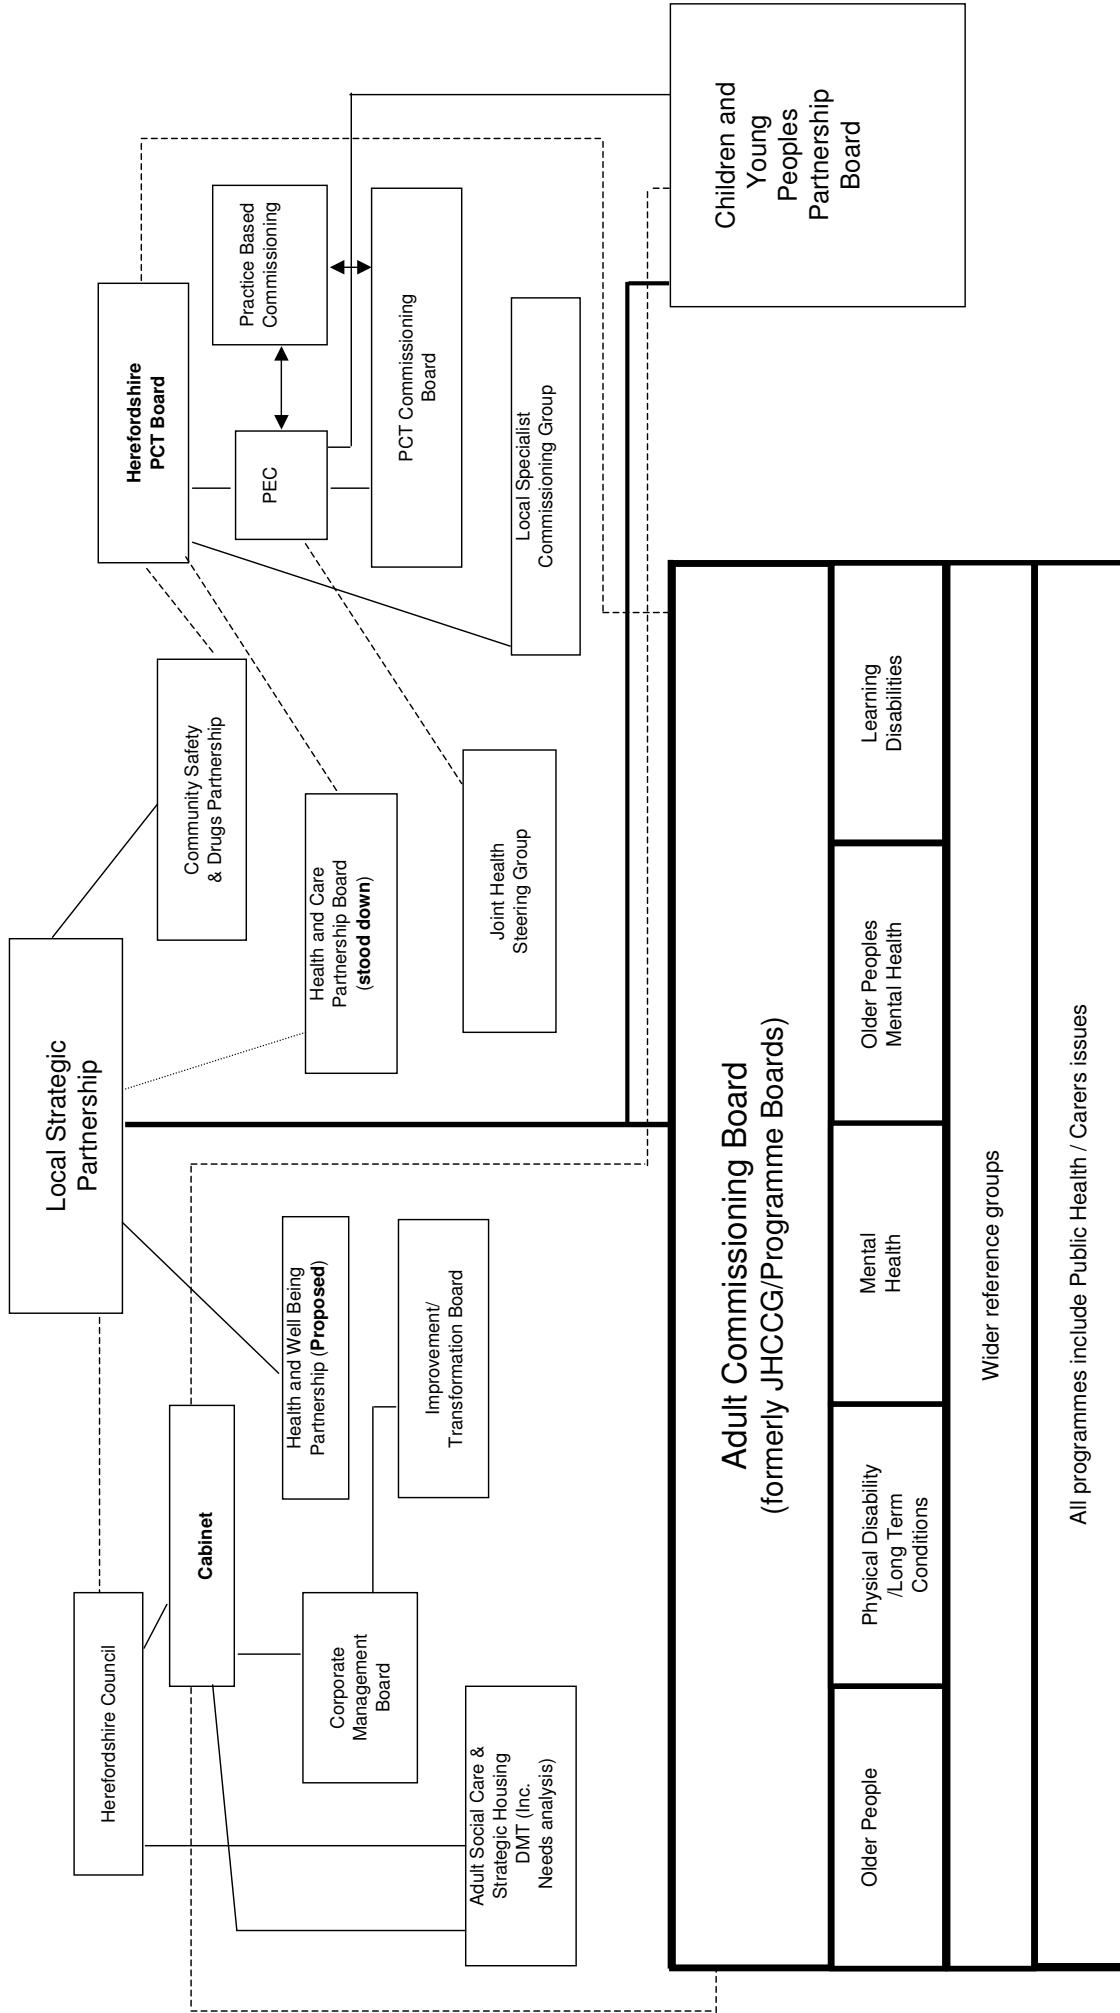 Local Strategic
Partnership
Herefordshire Council
Herefordshire
PCT Board
Cabinet
Community Safety
& Drugs Partnership
Practice Based
Commissioning
PEC
Health and Well Being
Partnership (Proposed)
Health and Care
Partnership Board
(stood down)
Corporate
Management
Board
Improvement/
Transformation Board
PCT Commissioning
Board
Adult Social Care &
Strategic Housing
DMT (Inc.
Needs analysis)
Joint Health
Steering Group
Local Specialist
Commissioning Group
Adult Commissioning Board
(formerly JHCCG/Programme Boards)
Children and
Young
Peoples
Partnership
Board
Older People
Physical Disability
/Long Term
Conditions
Mental
Health
Older Peoples
Mental Health
Learning
Disabilities
Wider reference groups
All programmes include Public Health / Carers issues